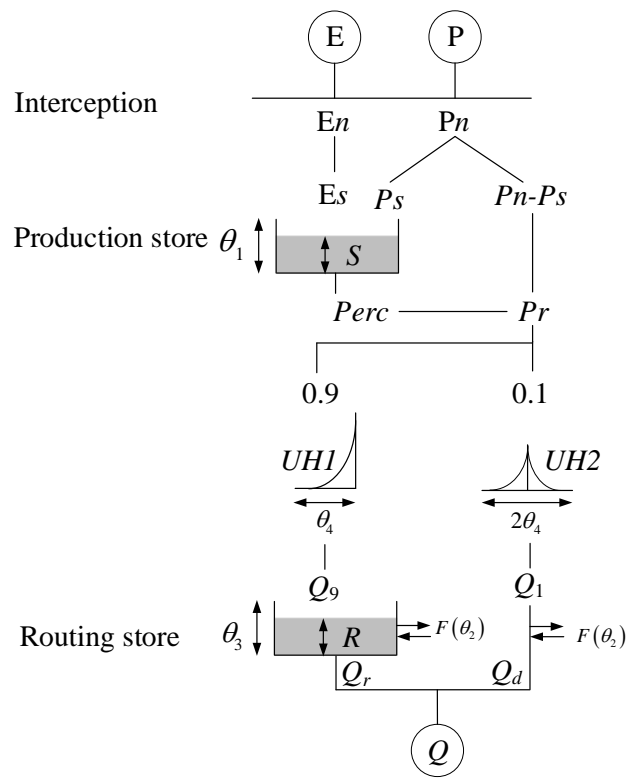 E P
Interception
En Pn
Es Ps Pn-Ps
Production store θ₁ S
Perc Pr
0.9 0.1
UH1 UH2
θ₄ 2θ₄
Q₉ Q₁
Routing store θ₃ R F(θ₂) F(θ₂)
Qᵣ Q_d
Q